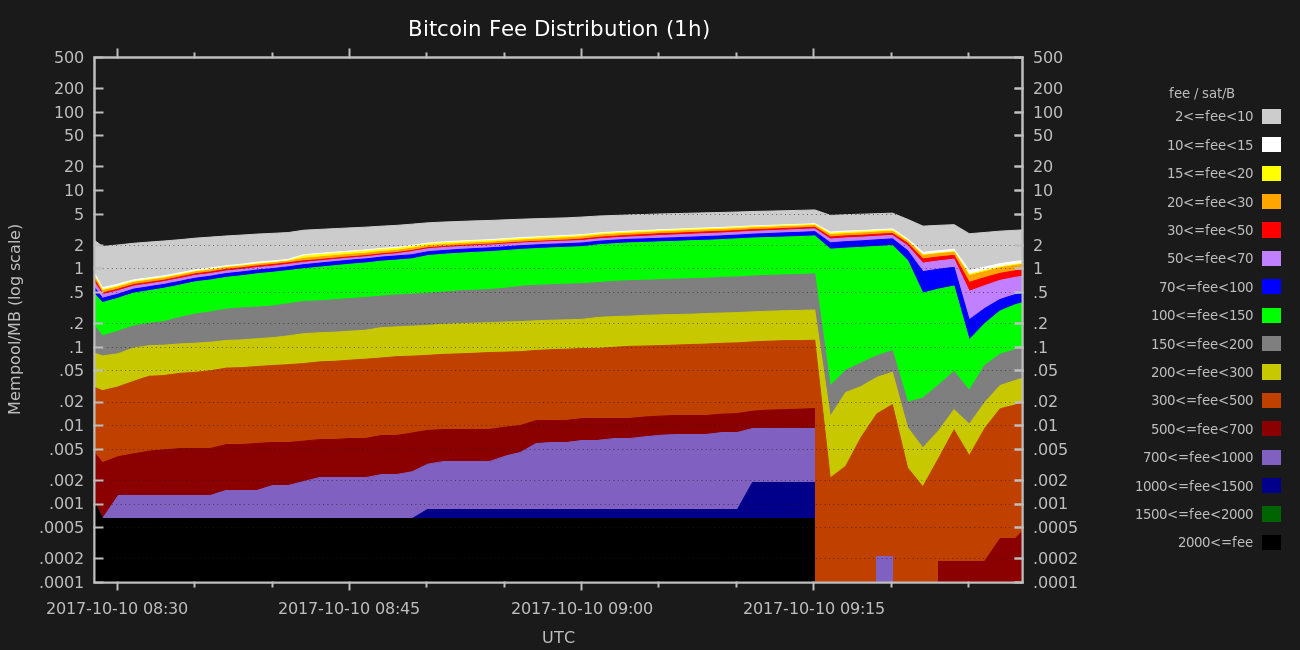 Bitcoin Fee Distribution (1h)
500
200
100
50
20
10
5
2
1
.5
.2
.1
.05
.02
.01
.005
.002
.001
.0005
.0002
.0001
Mempool/MB (log scale)
500
200
100
50
20
10
5
2
1
.5
.2
.1
.05
.02
.01
.005
.002
.001
.0005
.0002
.0001
2017-10-10 08:30 2017-10-10 08:45 2017-10-10 09:00 2017-10-10 09:15
UTC
fee / sat/B
2<=fee<10
10<=fee<15
15<=fee<20
20<=fee<30
30<=fee<50
50<=fee<70
70<=fee<100
100<=fee<150
150<=fee<200
200<=fee<300
300<=fee<500
500<=fee<700
700<=fee<1000
1000<=fee<1500
1500<=fee<2000
2000<=fee